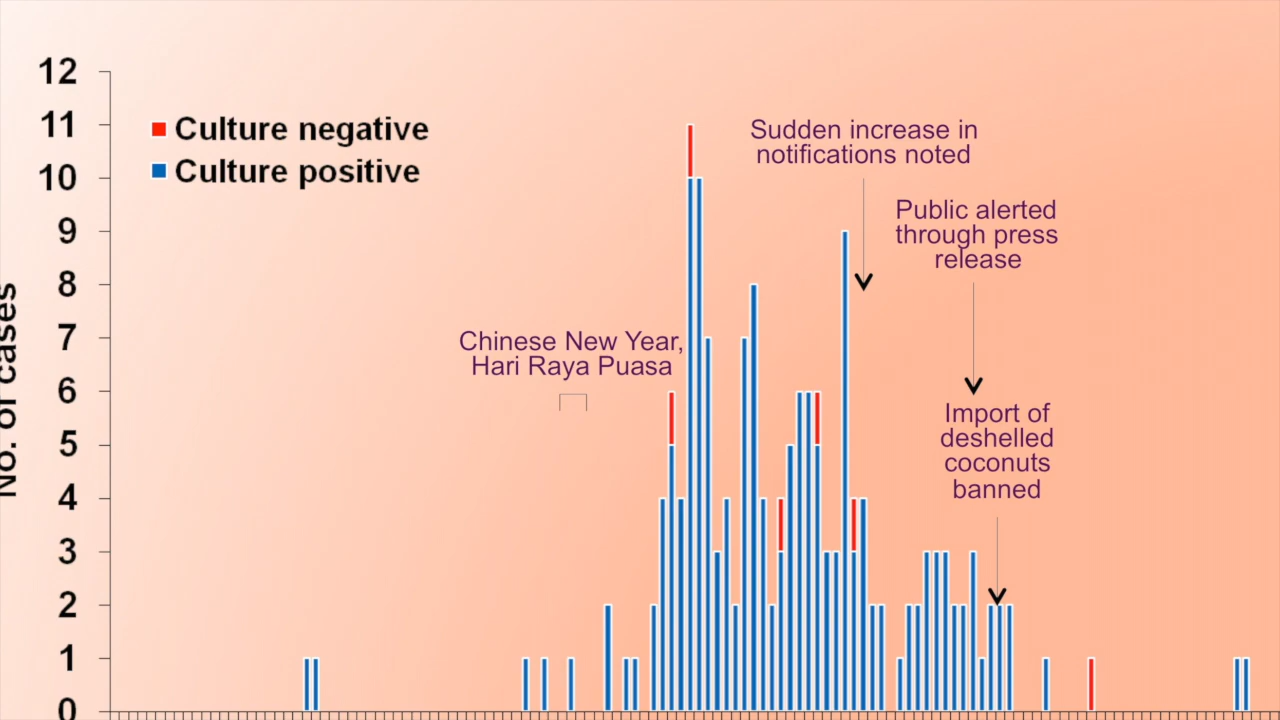 12
11
10
9
8
7
6
5
4
3
2
1
0
No. of cases
Culture negative
Culture positive
Chinese New Year,
Hari Raya Puasa
Sudden increase in
notifications noted
Public alerted
through press
release
Import of
deshelled
coconuts
banned